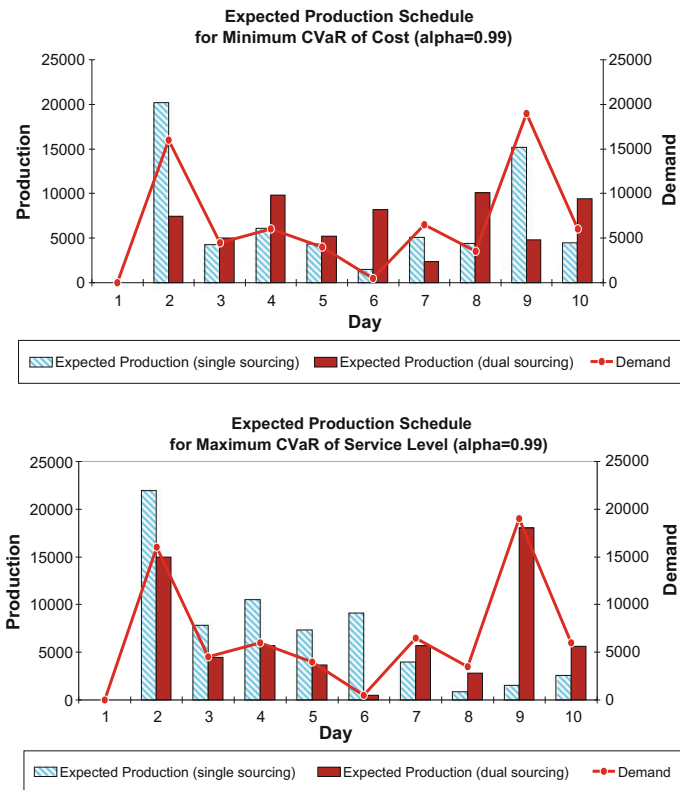 Expected Production Schedule
for Minimum CVaR of Cost (alpha=0.99)
25000 25000
20000 20000
15000 15000
10000 10000
5000 5000
0 0
Production
Demand
1 2 3 4 5 6 7 8 9 10
Day
Expected Production (single sourcing) Expected Production (dual sourcing) Demand
Expected Production Schedule
for Maximum CVaR of Service Level (alpha=0.99)
25000 25000
20000 20000
15000 15000
10000 10000
5000 5000
0 0
Production
Demand
1 2 3 4 5 6 7 8 9 10
Day
Expected Production (single sourcing) Expected Production (dual sourcing) Demand